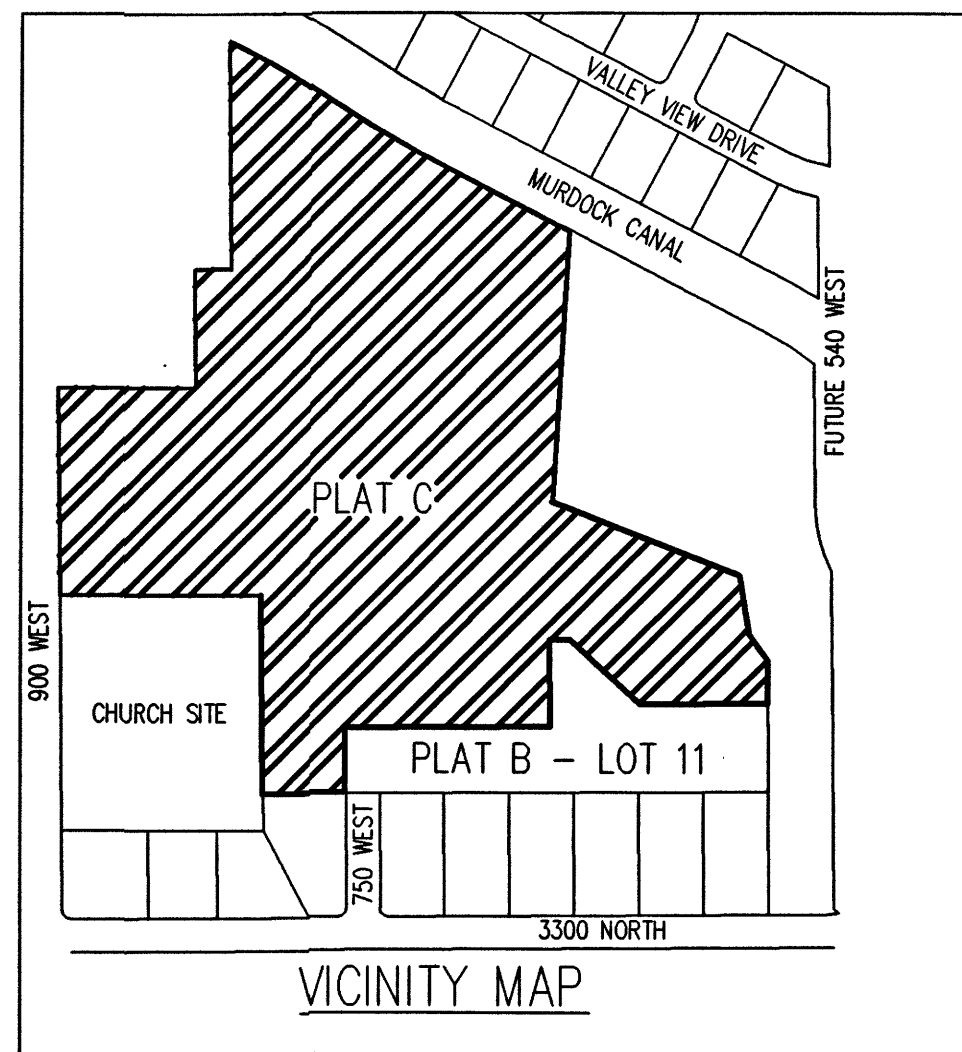 VALLEY VIEW DRIVE
MURDOCK CANAL
FUTURE 540 WEST
PLAT C
900 WEST
CHURCH SITE
PLAT B - LOT 11
750 WEST
3300 NORTH
VICINITY MAP